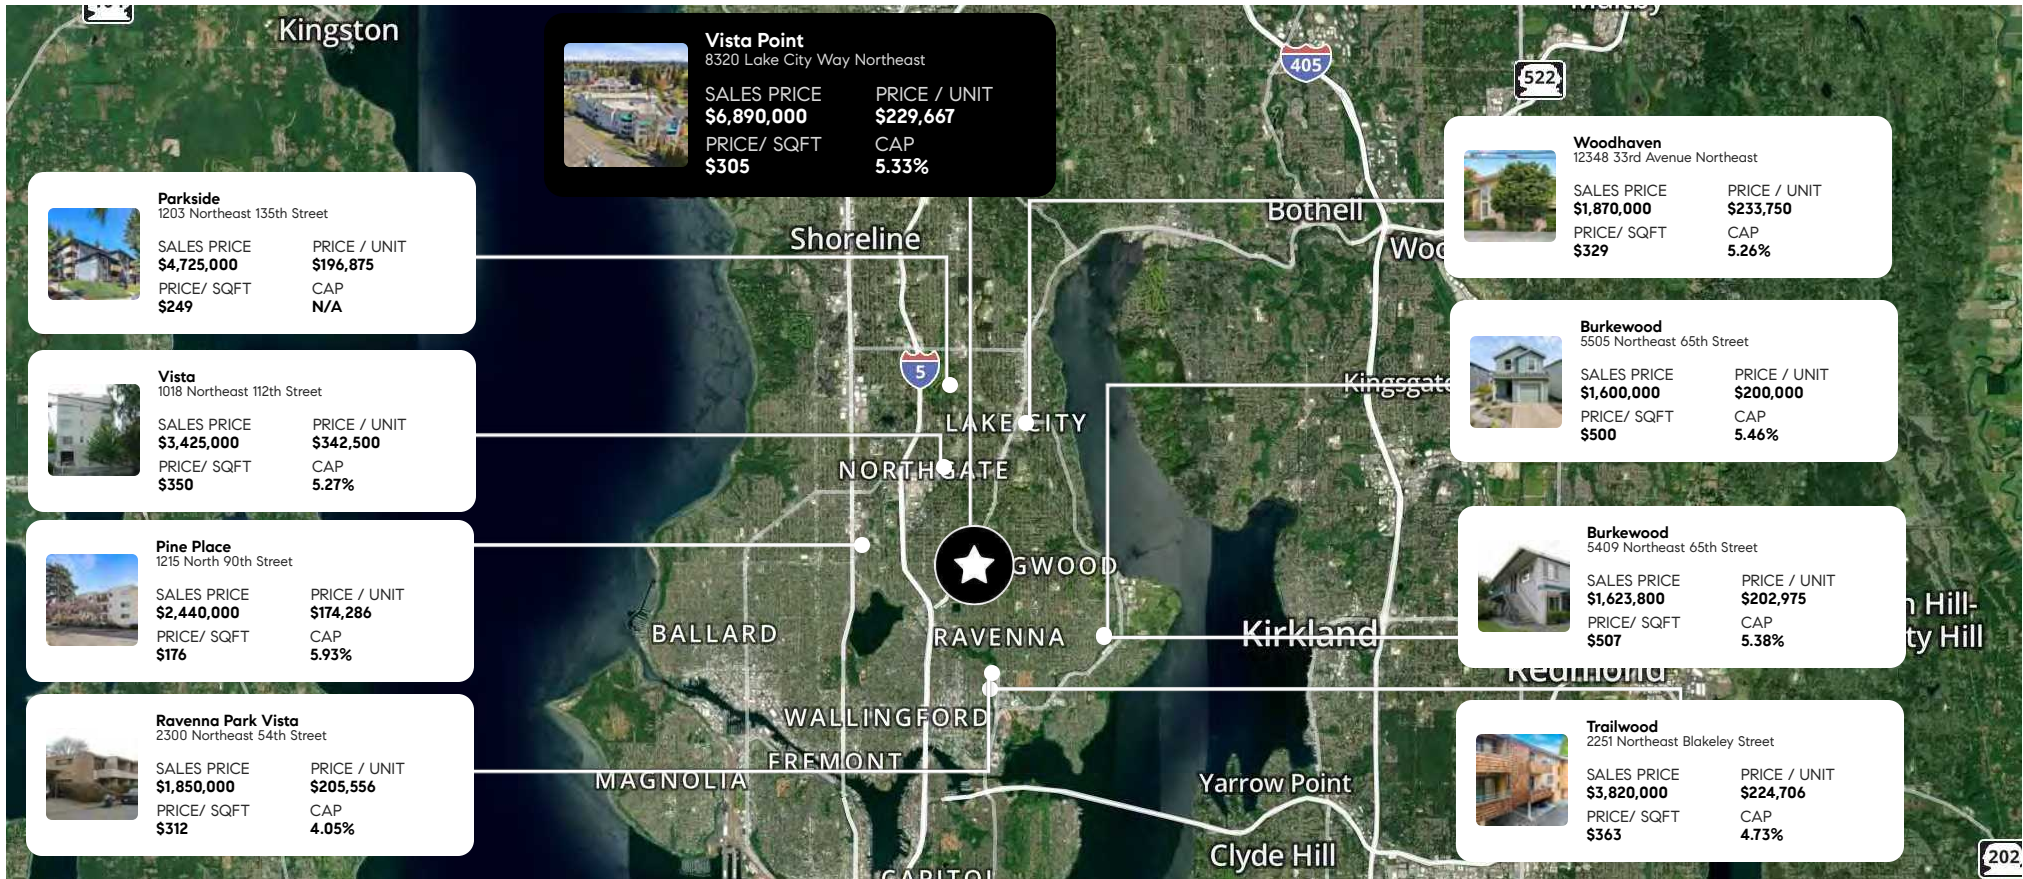 Kingston
Vista Point
8320 Lake City Way Northeast
SALES PRICE
$6,890,000
PRICE / UNIT
$229,667
PRICE/ SQFT
$305
CAP
5.33%
405
522
Parkside
1203 Northeast 135th Street
SALES PRICE
$4,725,000
PRICE / UNIT
$196,875
PRICE/ SQFT
$249
CAP
N/A
Vista
1018 Northeast 112th Street
SALES PRICE
$3,425,000
PRICE / UNIT
$342,500
PRICE/ SQFT
$350
CAP
5.27%
Pine Place
1215 North 90th Street
SALES PRICE
$2,440,000
PRICE / UNIT
$174,286
PRICE/ SQFT
$176
CAP
5.93%
Ravenna Park Vista
2300 Northeast 54th Street
SALES PRICE
$1,850,000
PRICE / UNIT
$205,556
PRICE/ SQFT
$312
CAP
4.05%
Shoreline
Bothell
Woo
5
LAKE CITY
NORTHGATE
Kingsgate
GWOOD
BALLARD
RAVENNA
Kirkland
Redmond
n Hill-
ty Hill
WALLINGFORD
FREMONT
MAGNOLIA
Yarrow Point
Clyde Hill
CAPITOL
202
Woodhaven
12348 33rd Avenue Northeast
SALES PRICE
$1,870,000
PRICE / UNIT
$233,750
PRICE/ SQFT
$329
CAP
5.26%
Burkewood
5505 Northeast 65th Street
SALES PRICE
$1,600,000
PRICE / UNIT
$200,000
PRICE/ SQFT
$500
CAP
5.46%
Burkewood
5409 Northeast 65th Street
SALES PRICE
$1,623,800
PRICE / UNIT
$202,975
PRICE/ SQFT
$507
CAP
5.38%
Trailwood
2251 Northeast Blakeley Street
SALES PRICE
$3,820,000
PRICE / UNIT
$224,706
PRICE/ SQFT
$363
CAP
4.73%